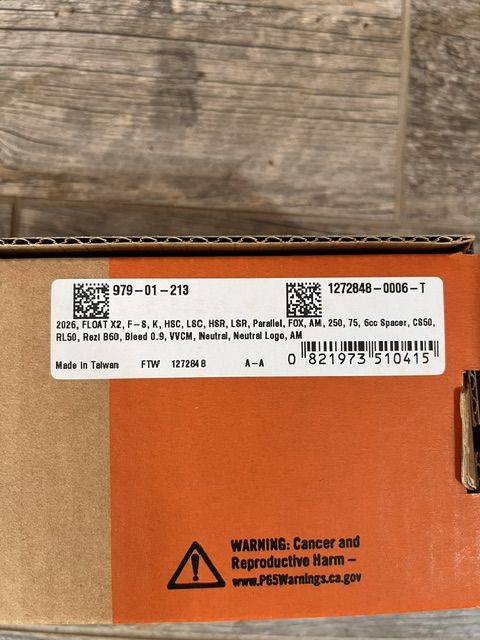 979-01-213 1272848-0006-T
2026, FLOAT X2, F-S, K, HSC, LSC, HSR, LSR, Parallel, FOX, AM, 250, 75, 6cc Spacer, CS50,
RL50, Rezi B60, Bleed 0.9, VVCM, Neutral, Neutral Logo, AM
Made in Taiwan FTW 1272848 A-A 0 821973 510415
WARNING: Cancer and
Reproductive Harm –
www.P65Warnings.ca.gov